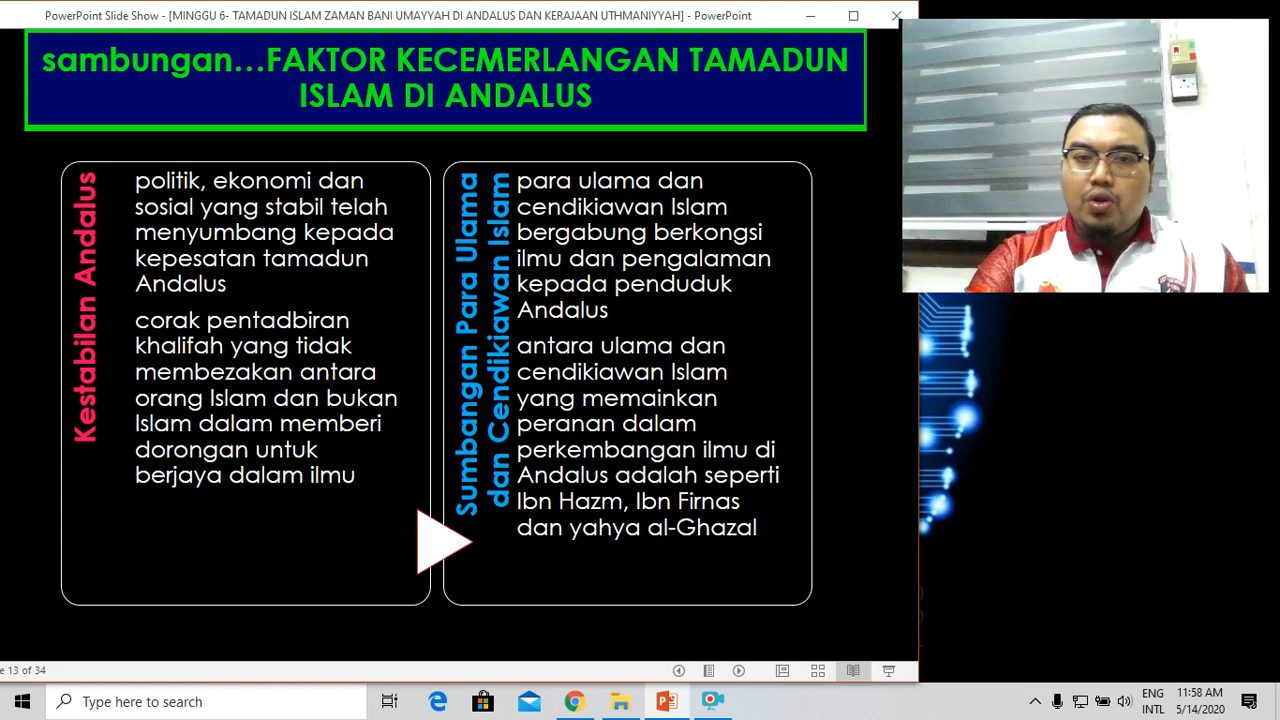 PowerPoint Slide Show - [MINGGU 6- TAMADUN ISLAM ZAMAN BANI UMAYYAH DI ANDALUS DAN KERAJAAN UTHMANIYYAH] - PowerPoint
sambungan...FAKTOR KECEMERLANGAN TAMADUN
ISLAM DI ANDALUS
Kestabilan Andalus
politik, ekonomi dan
sosial yang stabil telah
menyumbang kepada
kepesatan tamadun
Andalus
corak pentadbiran
khalifah yang tidak
membezakan antara
orang Islam dan bukan
Islam dalam memberi
dorongan untuk
berjaya dalam ilmu
Sumbangan Para Ulama
dan Cendikiawan Islam
para ulama dan
cendikiawan Islam
bergabung berkongsi
ilmu dan pengalaman
kepada penduduk
Andalus
antara ulama dan
cendikiawan Islam
yang memainkan
peranan dalam
perkembangan ilmu di
Andalus adalah seperti
Ibn Hazm, Ibn Firnas
dan yahya al-Ghazal
e 13 of 34
Type here to search
ENG
INTL
11:58 AM
5/14/2020